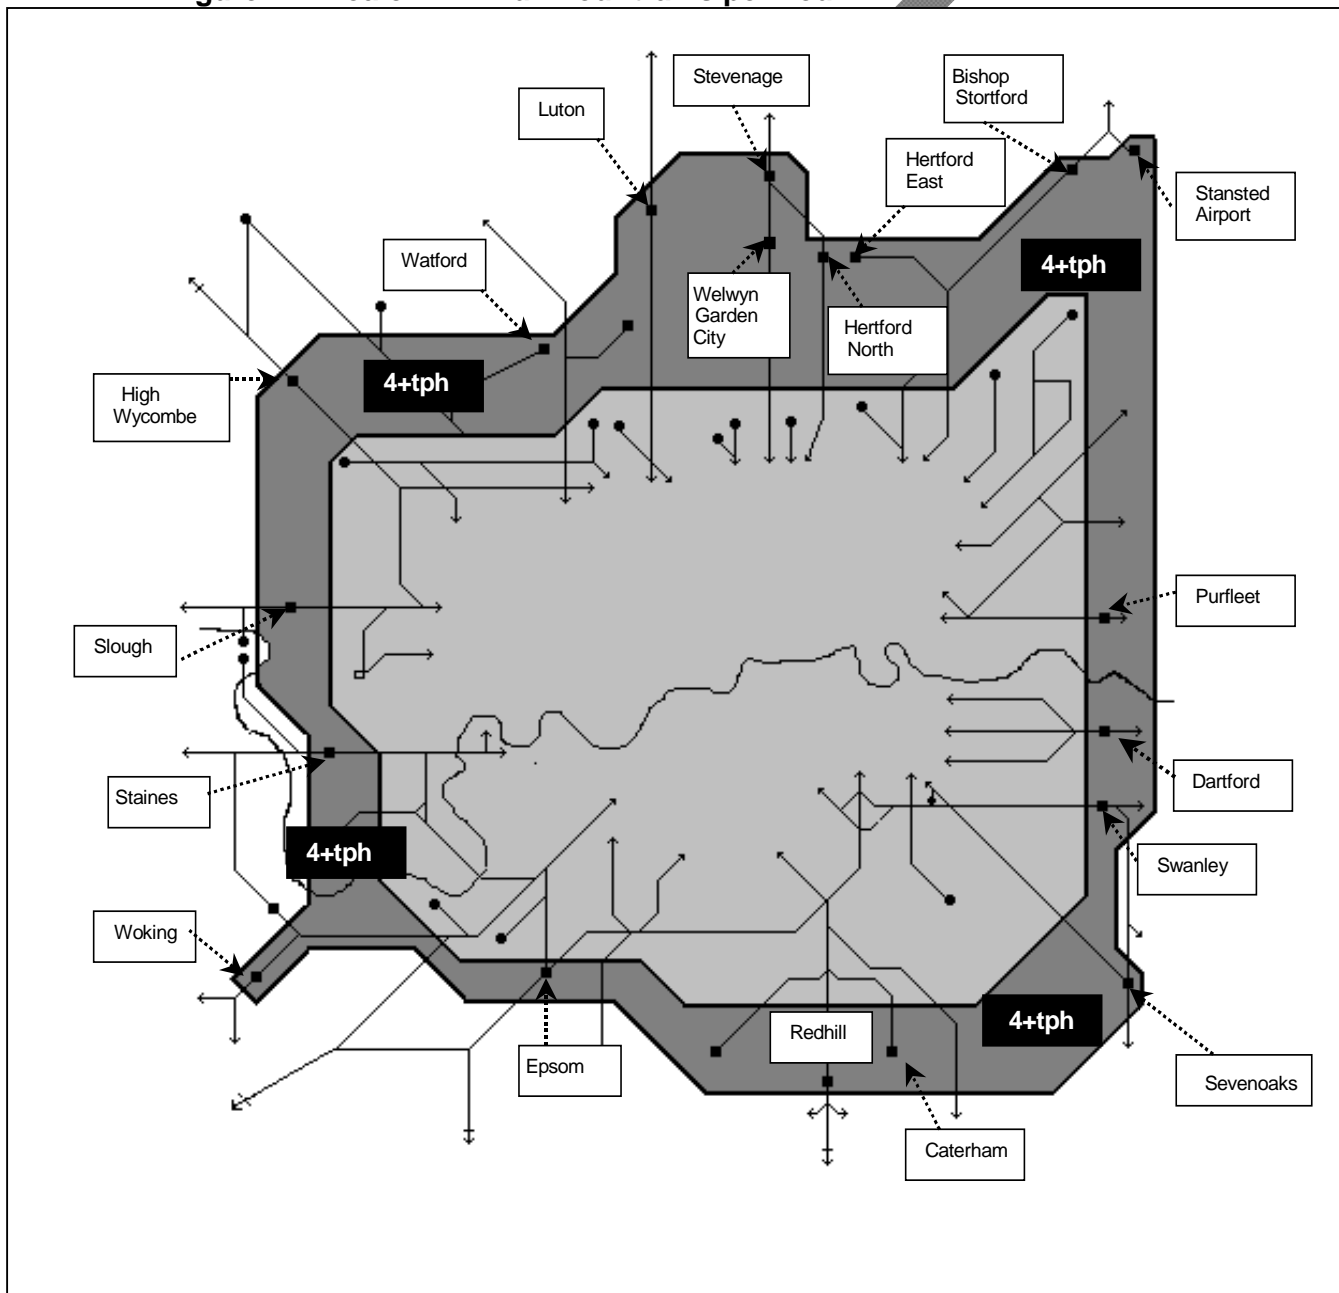 Stevenage
Bishop
Stortford
Luton
Hertford
East
Stansted
Airport
Watford
4+tph
Welwyn
Garden
City
Hertford
North
4+tph
High
Wycombe
Purfleet
Slough
Dartford
Staines
4+tph
Swanley
Woking
4+tph
Redhill
Epsom
Sevenoaks
Caterham